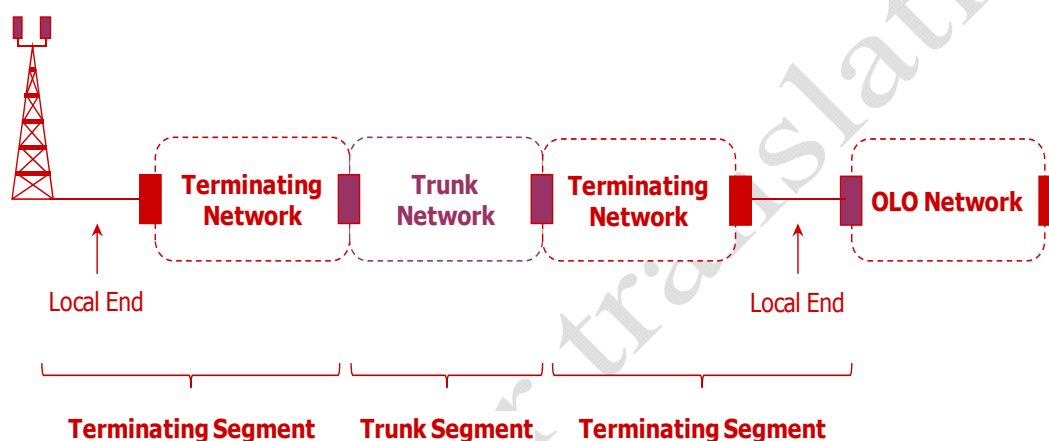 Terminating
Network
Trunk
Network
Terminating
Network
OLO Network
Local End
Local End
Terminating Segment
Trunk Segment
Terminating Segment